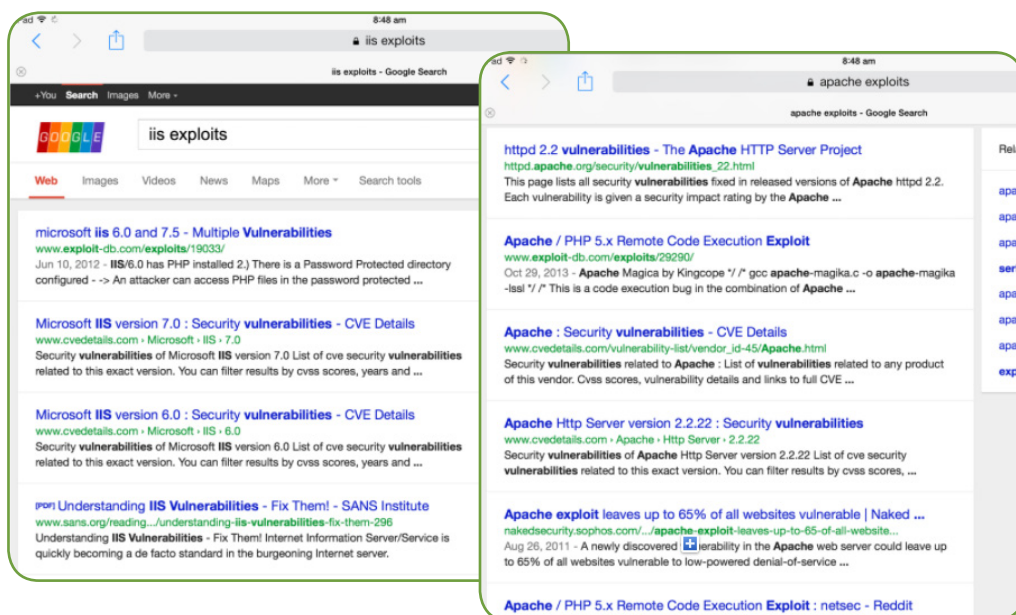 ad
8:48 am
iis exploits
iis exploits - Google Search
+You Search Images More
GOOGLE
iis exploits
Web Images Videos News Maps More Search tools
microsoft iis 6.0 and 7.5 - Multiple Vulnerabilities
www.exploit-db.com/exploits/19033/
Jun 10, 2012 - IIS/6.0 has PHP installed 2.) There is a Password Protected directory
configured - -> An attacker can access PHP files in the password protected ...
Microsoft IIS version 7.0 : Security vulnerabilities - CVE Details
www.cvedetails.com › Microsoft › IIS › 7.0
Security vulnerabilities of Microsoft IIS version 7.0 List of cve security vulnerabilities
related to this exact version. You can filter results by cvss scores, years and ...
Microsoft IIS version 6.0 : Security vulnerabilities - CVE Details
www.cvedetails.com › Microsoft › IIS › 6.0
Security vulnerabilities of Microsoft IIS version 6.0 List of cve security vulnerabilities
related to this exact version. You can filter results by cvss scores, years and ...
[PDF] Understanding IIS Vulnerabilities - Fix Them! - SANS Institute
www.sans.org/reading.../understanding-iis-vulnerabilities-fix-them-296
Understanding IIS Vulnerabilities - Fix Them! Internet Information Server/Service is
quickly becoming a de facto standard in the burgeoning Internet server.
ad
8:48 am
apache exploits
apache exploits - Google Search
httpd 2.2 vulnerabilities - The Apache HTTP Server Project
httpd.apache.org/security/vulnerabilities_22.html
This page lists all security vulnerabilities fixed in released versions of Apache httpd 2.2.
Each vulnerability is given a security impact rating by the Apache ...
Apache / PHP 5.x Remote Code Execution Exploit
www.exploit-db.com/exploits/29290/
Oct 29, 2013 - Apache Magica by Kingcope */ /* gcc apache-magika.c -o apache-magika
-lssl */ /* This is a code execution bug in the combination of Apache ...
Apache : Security vulnerabilities - CVE Details
www.cvedetails.com/vulnerability-list/vendor_id-45/Apache.html
Security vulnerabilities related to Apache : List of vulnerabilities related to any product
of this vendor. Cvss scores, vulnerability details and links to full CVE ...
Apache Http Server version 2.2.22 : Security vulnerabilities
www.cvedetails.com › Apache › Http Server › 2.2.22
Security vulnerabilities of Apache Http Server version 2.2.22 List of cve security
vulnerabilities related to this exact version. You can filter results by cvss scores, ...
Apache exploit leaves up to 65% of all websites vulnerable | Naked ...
nakedsecurity.sophos.com/.../apache-exploit-leaves-up-to-65-of-all-website...
Aug 26, 2011 - A newly discovered erability in the Apache web server could leave up
to 65% of all websites vulnerable to low-powered denial-of-service ...
Apache / PHP 5.x Remote Code Execution Exploit : netsec - Reddit
Rela
apa
apa
apa
ser
apa
apa
apa
exp